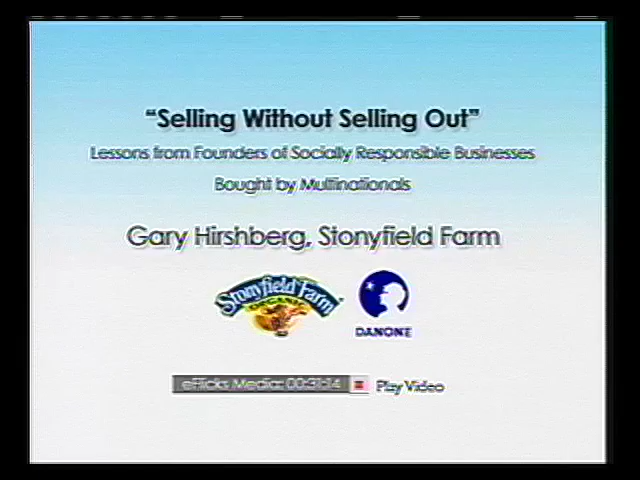 “Selling Without Selling Out”
Lessons from Founders of Socially Responsible Businesses
Bought by Multinationals
Gary Hirshberg, Stonyfield Farm
Stonyfield Farm
ORGANIC
DANONE
eFlicks Media: 00:31:14 Play Video